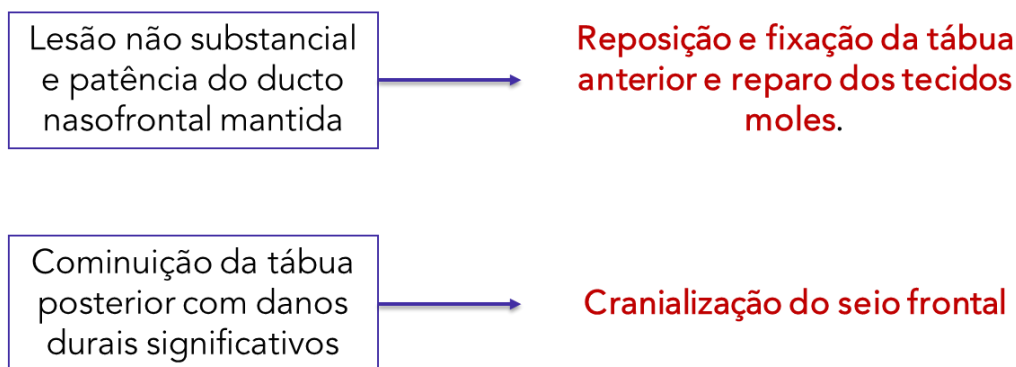 Lesão não substancial
e patência do ducto
nasofrontal mantida
Reposição e fixação da tábua
anterior e reparo dos tecidos
moles.
Cominuição da tábua
posterior com danos
durais significativos
Cranialização do seio frontal